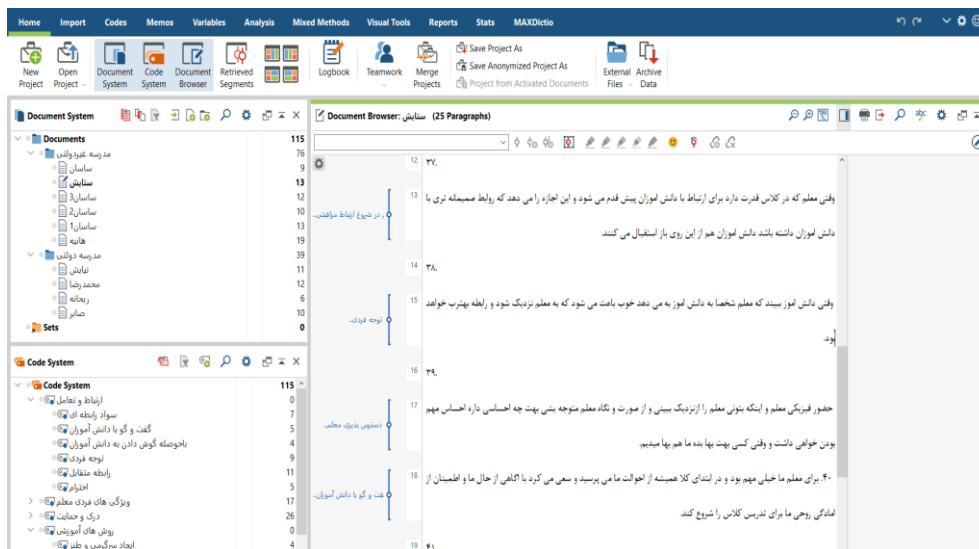 Home Import Codes Memos Variables Analysis Mixed Methods Visual Tools Reports Stats MAXDictio
New Project
Open Project
Document System
Code System
Document Browser
Retrieved Segments
Logbook
Teamwork
Merge Projects
Save Project As
Save Anonymized Project As
Project from Activated Documents
External Files
Archive Data
Document System
Documents 115
مدرسه غیردولتی 76
ساسان 9
ستایش 13
ساسان3 12
ساسان2 10
ساسان1 13
هانیه 19
مدرسه دولتی 39
نیایش 11
محمدرضا 12
ریحانه 6
صابر 10
Sets 0
Code System
Code System 115
ارتباط و تعامل 0
سواد رابطه ای 7
گفت و گو با دانش آموزان 5
باحوصله گوش دادن به دانش آموزان 4
توجه فردی 9
رابطه متقابل 11
احترام 5
ویژگی های فردی معلم 17
درک و حمایت 26
روش های آموزشی 0
ایجاد سرگرمی و طنز 4
Document Browser: ستایش (25 Paragraphs)
12 ۳۷.
ر در شروع ارتباط مراقبتی...
13 وقتی معلم که در کلاس قدرت دارد برای ارتباط با دانش اموزان پیش قدم می شود و این اجازه را می دهد که روابط صمیمانه تری با
دانش اموزان داشته باشد دانش اموزان هم از این روی باز استقبال می کنند.
14 ۳۸.
توجه فردی...
15 وقتی دانش اموز ببیند که معلم شخصا به دانش اموز به می دهد خوب باعث می شود که به معلم نزدیک شود و رابطه بهترب خواهد
بود.
16 ۳۹.
دسترس پذیری معلم...
17 حضور فیزیکی معلم و اینکه بتونی معلم را ازنزدیک ببینی و از صورت و نگاه معلم متوجه بشی بهت چه احساسی داره احساس مهم
بودن خواهی داشت و وقتی کسی بهت بها بده ما هم بها میدیم.
فت و گو با دانش آموزان...
18 ۴۰. برای معلم ما خیلی مهم بود و در ابتدای کلا همیشه از احوالت ما می پرسید و سعی می کرد با اگاهی از حال ما و اطمینان از
امادگی روحی ما برای تدریس کلاس را شروع کند.
19 ۴۱